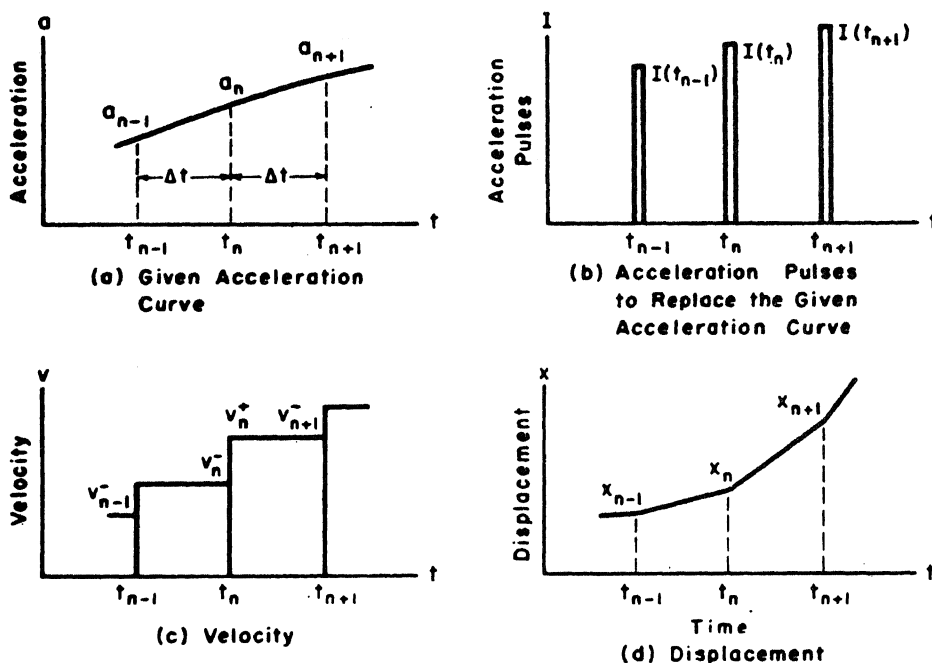 a
Acceleration
a_{n-1}
a_n
a_{n+1}
Δt
Δt
t
t_{n-1}
t_n
t_{n+1}
(a) Given Acceleration
Curve
I
Acceleration
Pulses
I(t_{n-1})
I(t_n)
I(t_{n+1})
t
t_{n-1}
t_n
t_{n+1}
(b) Acceleration Pulses
to Replace the Given
Acceleration Curve
v
Velocity
v_{n-1}^-
v_n^-
v_n^+
v_{n+1}^-
t
t_{n-1}
t_n
t_{n+1}
(c) Velocity
x
Displacement
x_{n-1}
x_n
x_{n+1}
t
t_{n-1}
t_n
t_{n+1}
Time
(d) Displacement